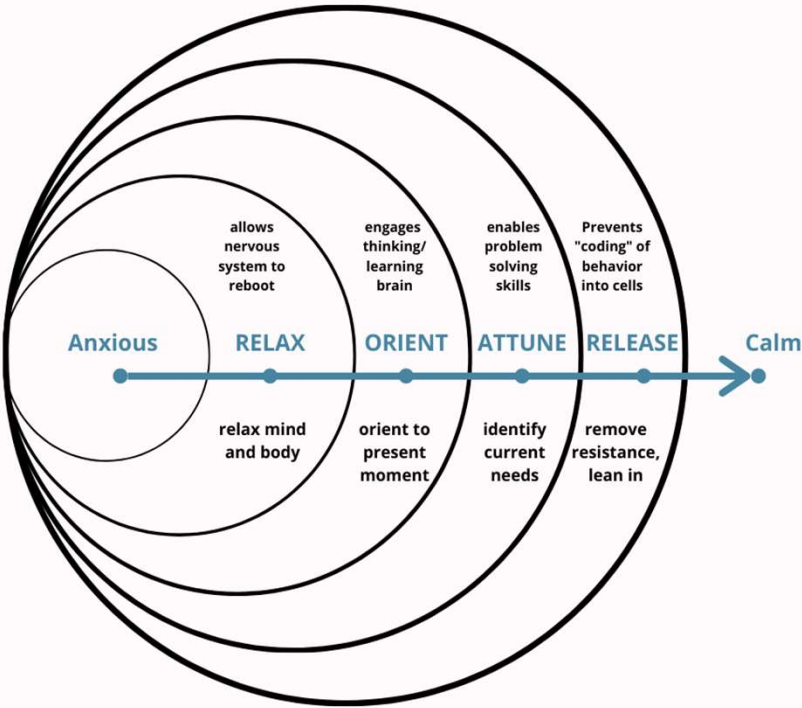 allows
nervous
system to
reboot
engages
thinking/
learning
brain
enables
problem
solving
skills
Prevents
"coding" of
behavior
into cells
Anxious
RELAX
ORIENT
ATTUNE
RELEASE
Calm
relax mind
and body
orient to
present
moment
identify
current
needs
remove
resistance,
lean in